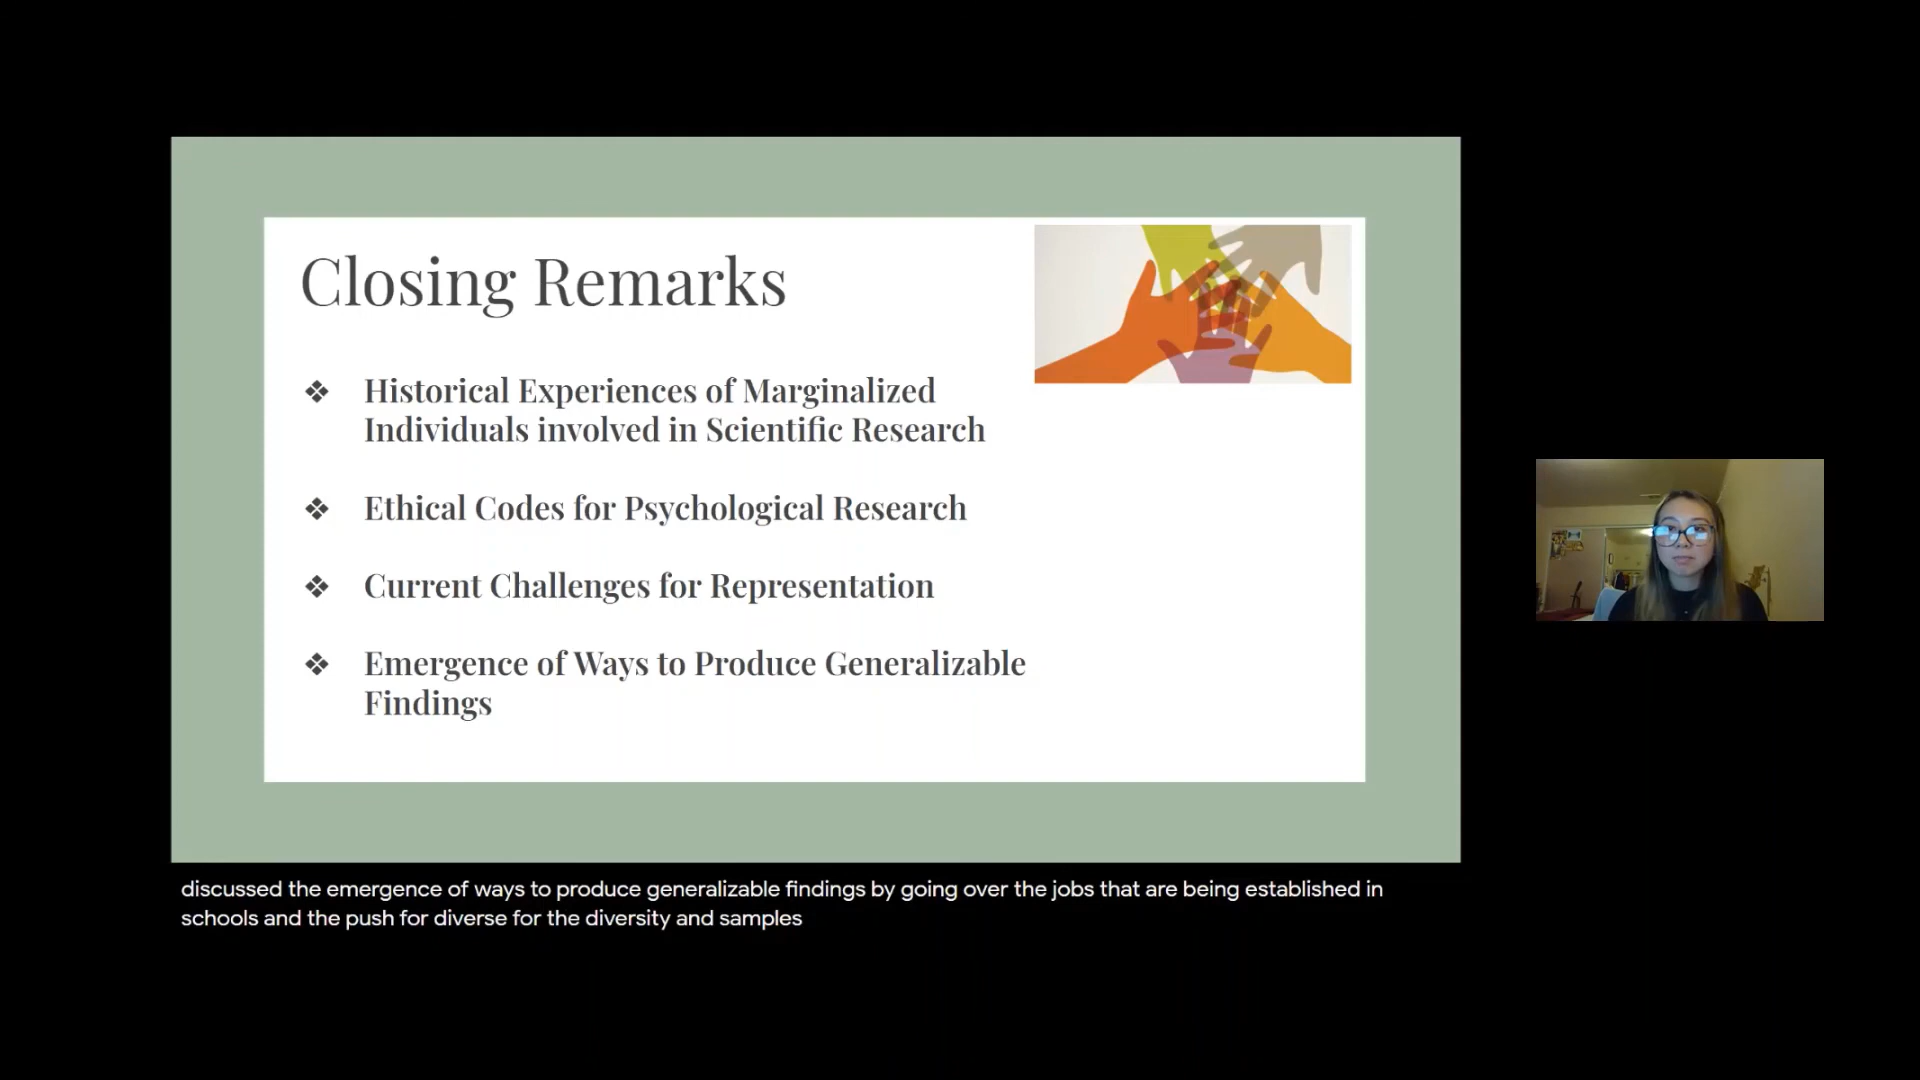 Closing Remarks
❖ Historical Experiences of Marginalized
Individuals involved in Scientific Research
❖ Ethical Codes for Psychological Research
❖ Current Challenges for Representation
❖ Emergence of Ways to Produce Generalizable
Findings
discussed the emergence of ways to produce generalizable findings by going over the jobs that are being established in
schools and the push for diverse for the diversity and samples